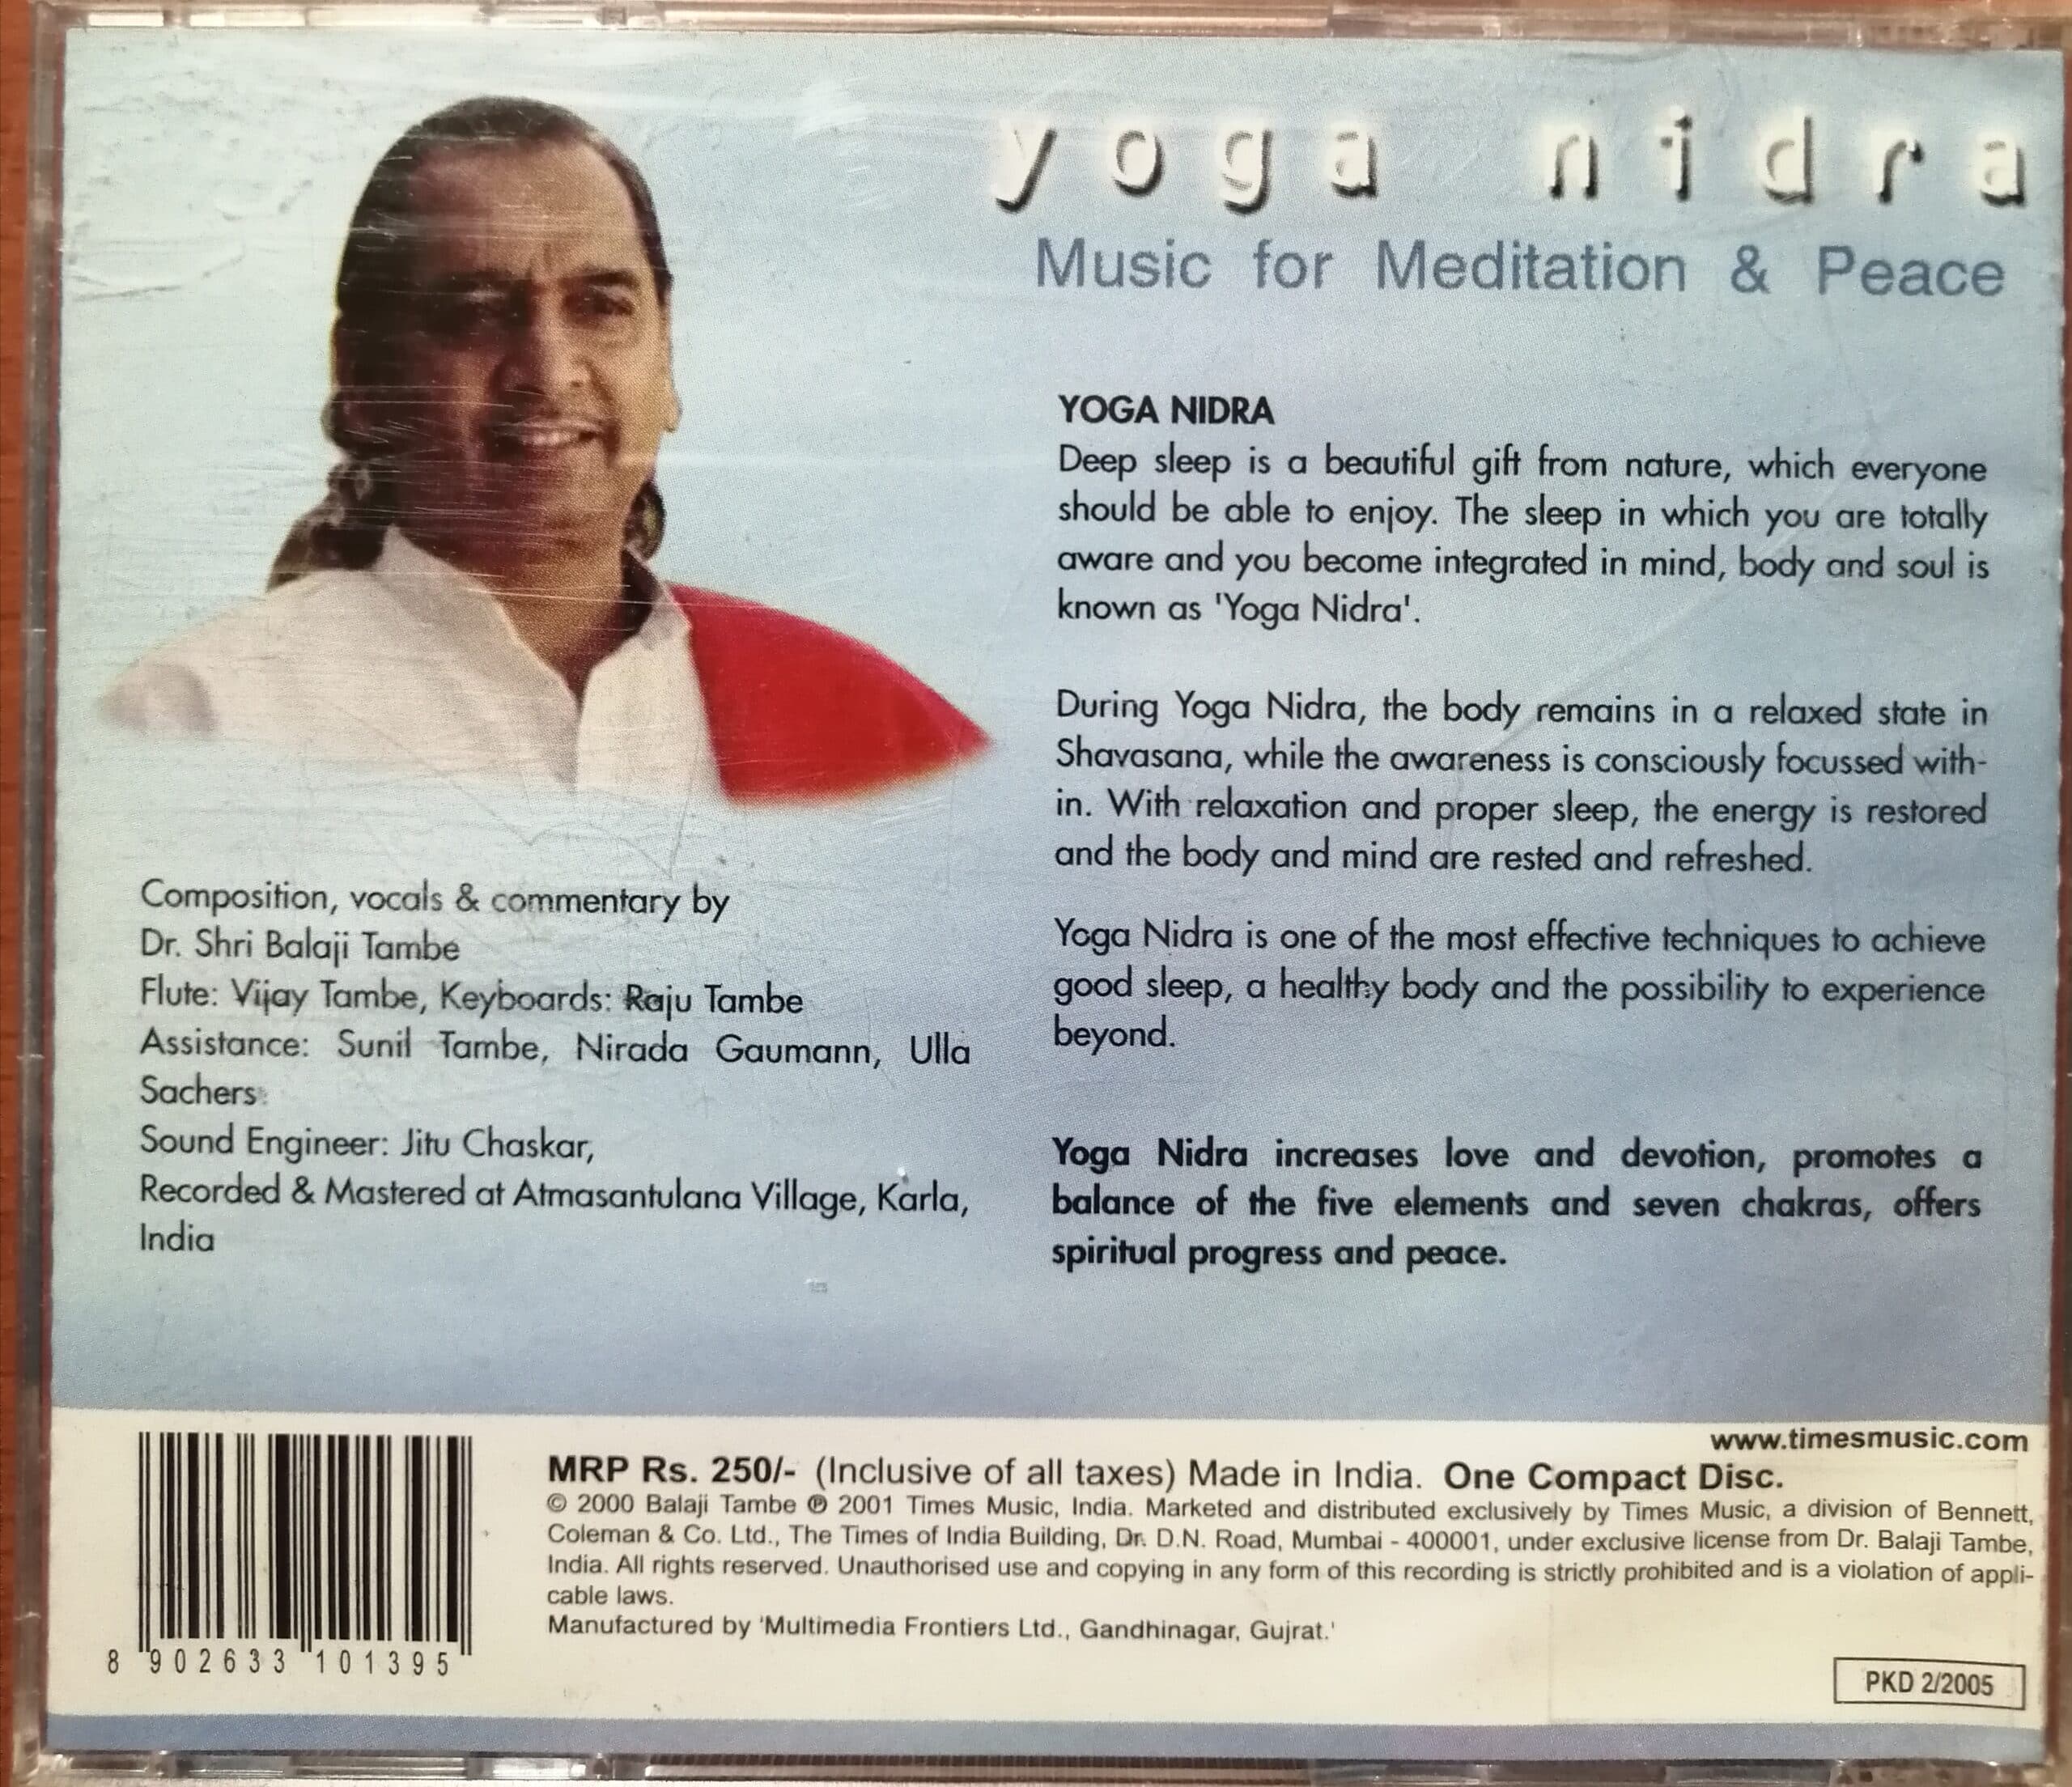 yoga nidra
Music for Meditation & Peace
YOGA NIDRA
Deep sleep is a beautiful gift from nature, which everyone
should be able to enjoy. The sleep in which you are totally
aware and you become integrated in mind, body and soul is
known as 'Yoga Nidra'.
During Yoga Nidra, the body remains in a relaxed state in
Shavasana, while the awareness is consciously focussed with-
in. With relaxation and proper sleep, the energy is restored
and the body and mind are rested and refreshed.
Yoga Nidra is one of the most effective techniques to achieve
good sleep, a healthy body and the possibility to experience
beyond.
Yoga Nidra increases love and devotion, promotes a
balance of the five elements and seven chakras, offers
spiritual progress and peace.
Composition, vocals & commentary by
Dr. Shri Balaji Tambe
Flute: Vijay Tambe, Keyboards: Raju Tambe
Assistance: Sunil Tambe, Nirada Gaumann, Ulla
Sachers
Sound Engineer: Jitu Chaskar,
Recorded & Mastered at Atmasantulana Village, Karla,
India
www.timesmusic.com
MRP Rs. 250/- (Inclusive of all taxes) Made in India. One Compact Disc.
© 2000 Balaji Tambe ℗ 2001 Times Music, India. Marketed and distributed exclusively by Times Music, a division of Bennett,
Coleman & Co. Ltd., The Times of India Building, Dr. D.N. Road, Mumbai - 400001, under exclusive license from Dr. Balaji Tambe,
India. All rights reserved. Unauthorised use and copying in any form of this recording is strictly prohibited and is a violation of appli-
cable laws.
Manufactured by 'Multimedia Frontiers Ltd., Gandhinagar, Gujrat.'
8 902633 101395
PKD 2/2005